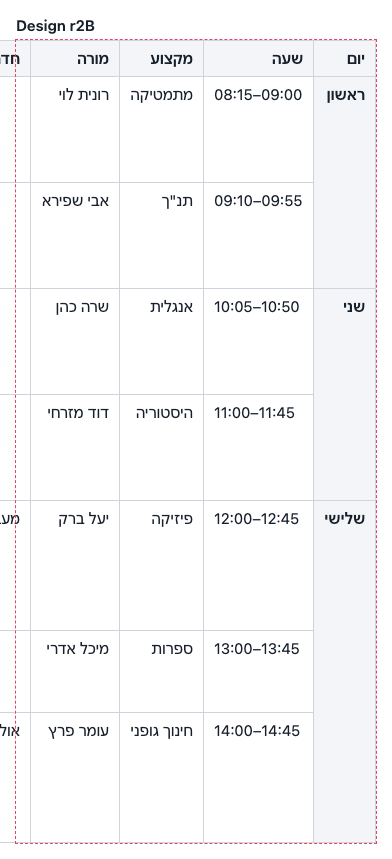 Design r2B
יום שעה מקצוע מורה
ראשון 08:15–09:00 מתמטיקה רונית לוי
09:10–09:55 תנ"ך אבי שפירא
שני 10:05–10:50 אנגלית שרה כהן
11:00–11:45 היסטוריה דוד מזרחי
שלישי 12:00–12:45 פיזיקה יעל ברק
13:00–13:45 ספרות מיכל אדרי
14:00–14:45 חינוך גופני עומר פרץ